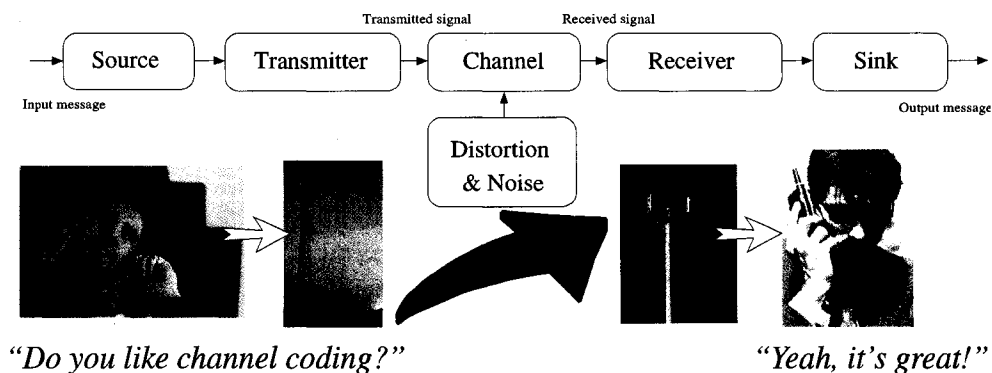 Transmitted signal Received signal
Source Transmitter Channel Receiver Sink
Input message Output message
Distortion
& Noise
“Do you like channel coding?” “Yeah, it's great!”